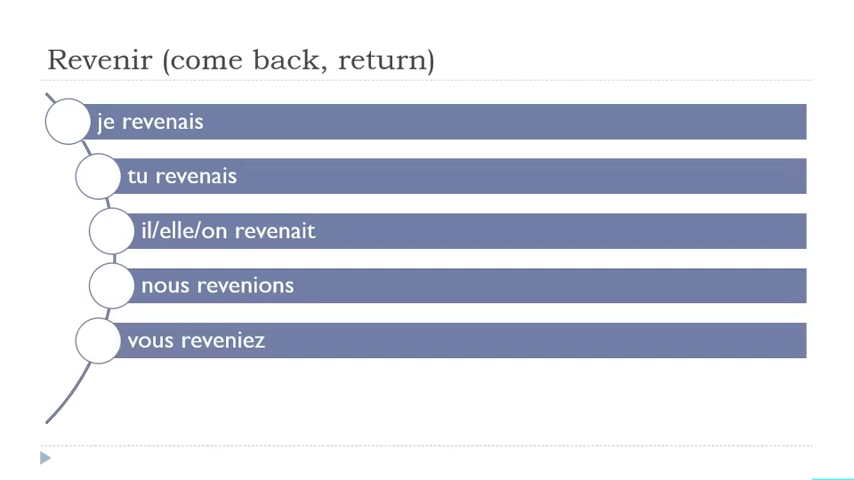 Revenir (come back, return)
je revenais
tu revenais
il/elle/on revenait
nous revenions
vous reveniez